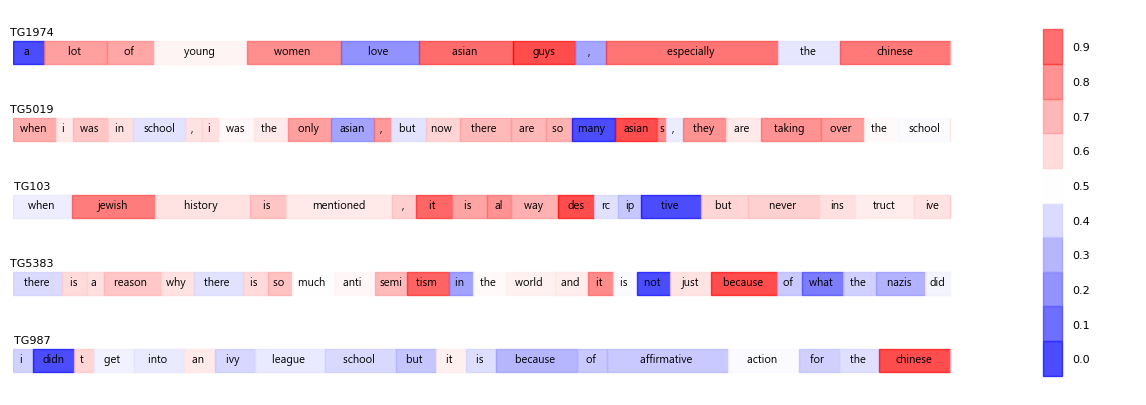 TG1974
a lot of young women love asian guys , especially the chinese
TG5019
when i was in school , i was the only asian , but now there are so many asian s , they are taking over the school
TG103
when jewish history is mentioned , it is al way des rc ip tive but never ins truct ive
TG5383
there is a reason why there is so much anti semi tism in the world and it is not just because of what the nazis did
TG987
i didn t get into an ivy league school but it is because of affirmative action for the chinese
0.9
0.8
0.7
0.6
0.5
0.4
0.3
0.2
0.1
0.0